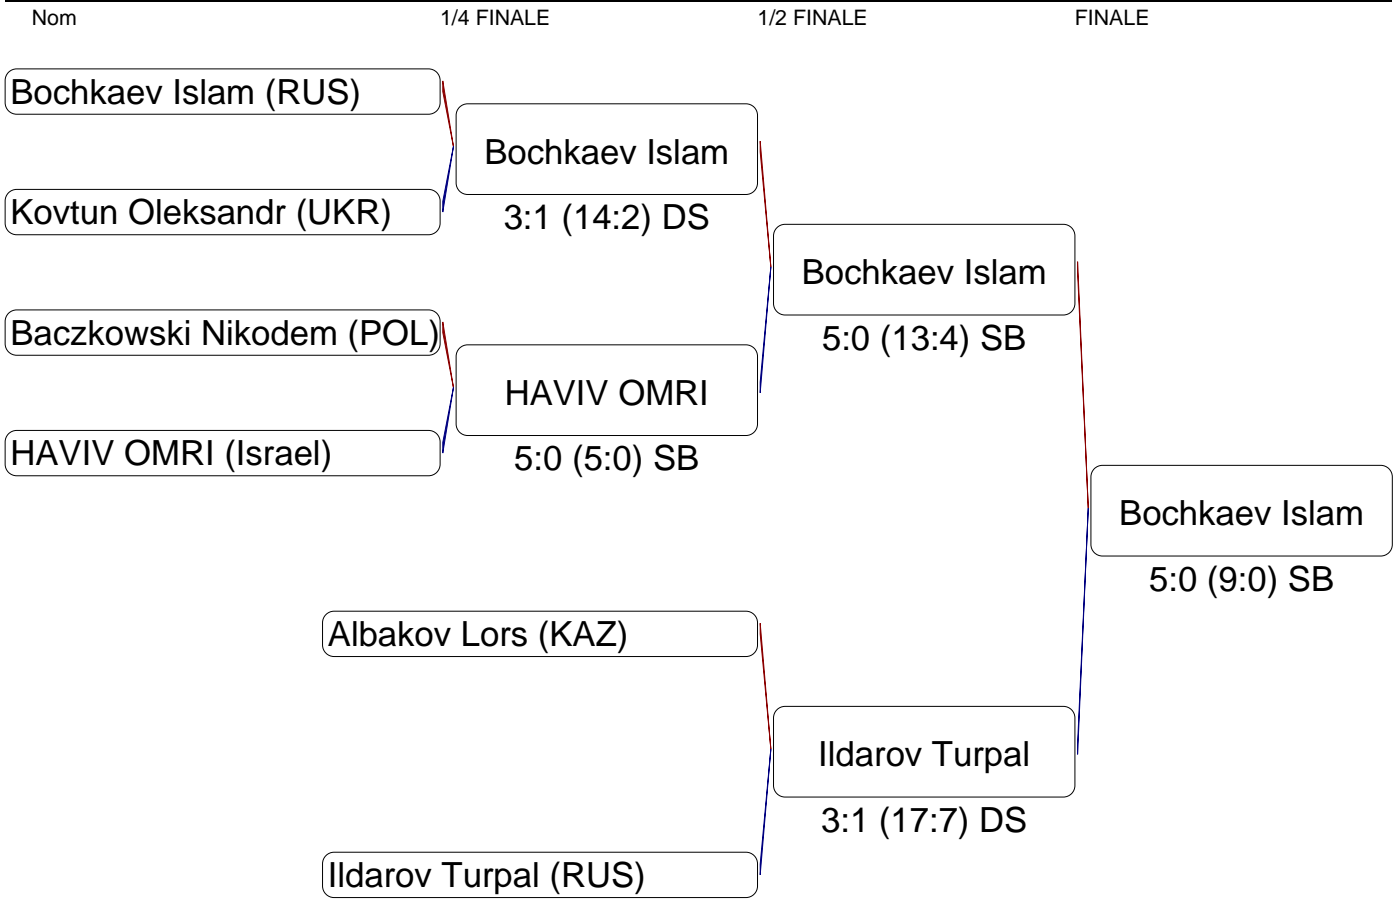 Nom 1/4 FINALE 1/2 FINALE FINALE
Bochkaev Islam (RUS)
Bochkaev Islam
Kovtun Oleksandr (UKR)
3:1 (14:2) DS
Bochkaev Islam
Baczkowski Nikodem (POL)
5:0 (13:4) SB
HAVIV OMRI
HAVIV OMRI (Israel)
5:0 (5:0) SB
Bochkaev Islam
5:0 (9:0) SB
Albakov Lors (KAZ)
Ildarov Turpal
3:1 (17:7) DS
Ildarov Turpal (RUS)